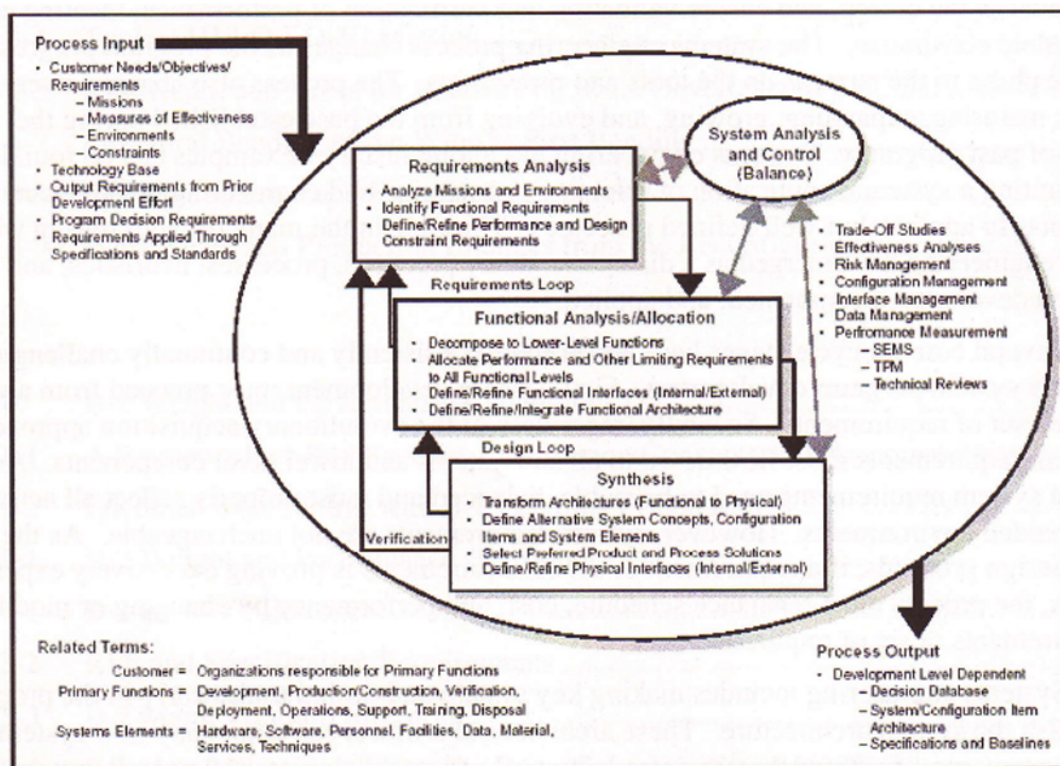 Process Input
• Customer Needs/Objectives/
Requirements
– Missions
– Measures of Effectiveness
– Environments
– Constraints
• Technology Base
• Output Requirements from Prior
Development Effort
• Program Decision Requirements
• Requirements Applied Through
Specifications and Standards
Requirements Analysis
• Analyze Missions and Environments
• Identify Functional Requirements
• Define/Refine Performance and Design
Constraint Requirements
System Analysis
and Control
(Balance)
• Trade-Off Studies
• Effectiveness Analyses
• Risk Management
• Configuration Management
• Interface Management
• Data Management
• Perfromance Measurement
– SEMS
– TPM
– Technical Reviews
Requirements Loop
Functional Analysis/Allocation
• Decompose to Lower-Level Functions
• Allocate Performance and Other Limiting Requirements
to All Functional Levels
• Define/Refine Functional Interfaces (Internal/External)
• Define/Refine/Integrate Functional Architecture
Design Loop
Synthesis
• Transform Architectures (Functional to Physical)
• Define Alternative System Concepts, Configuration
Items and System Elements
• Select Preferred Product and Process Solutions
• Define/Refine Physical Interfaces (Internal/External)
Verification
Related Terms:
Customer = Organizations responsible for Primary Functions
Primary Functions = Development, Production/Construction, Verification,
Deployment, Operations, Support, Training, Disposal
Systems Elements = Hardware, Software, Personnel, Facilities, Data, Material,
Services, Techniques
Process Output
• Development Level Dependent
– Decision Database
– System/Configuration Item
Architecture
– Specifications and Baselines